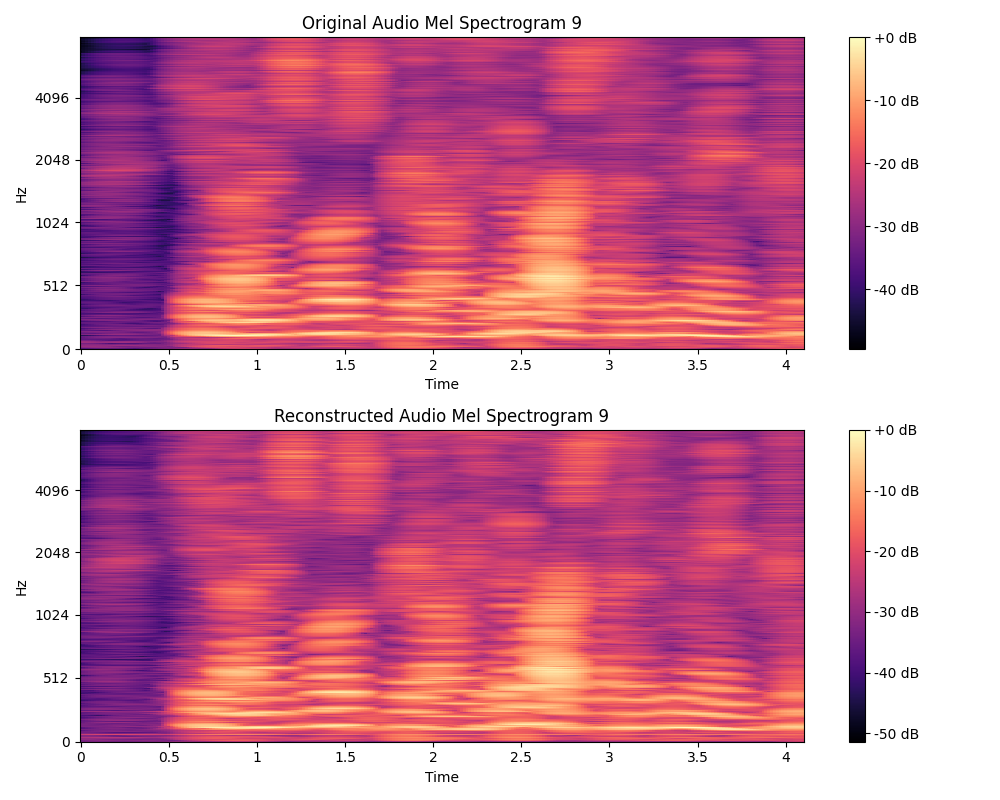 Original Audio Mel Spectrogram 9
+0 dB
4096
-10 dB
2048
-20 dB
Hz
1024
-30 dB
512
-40 dB
0
0 0.5 1 1.5 2 2.5 3 3.5 4
Time
Reconstructed Audio Mel Spectrogram 9
+0 dB
4096
-10 dB
2048
-20 dB
Hz
1024
-30 dB
512
-40 dB
-50 dB
0
0 0.5 1 1.5 2 2.5 3 3.5 4
Time